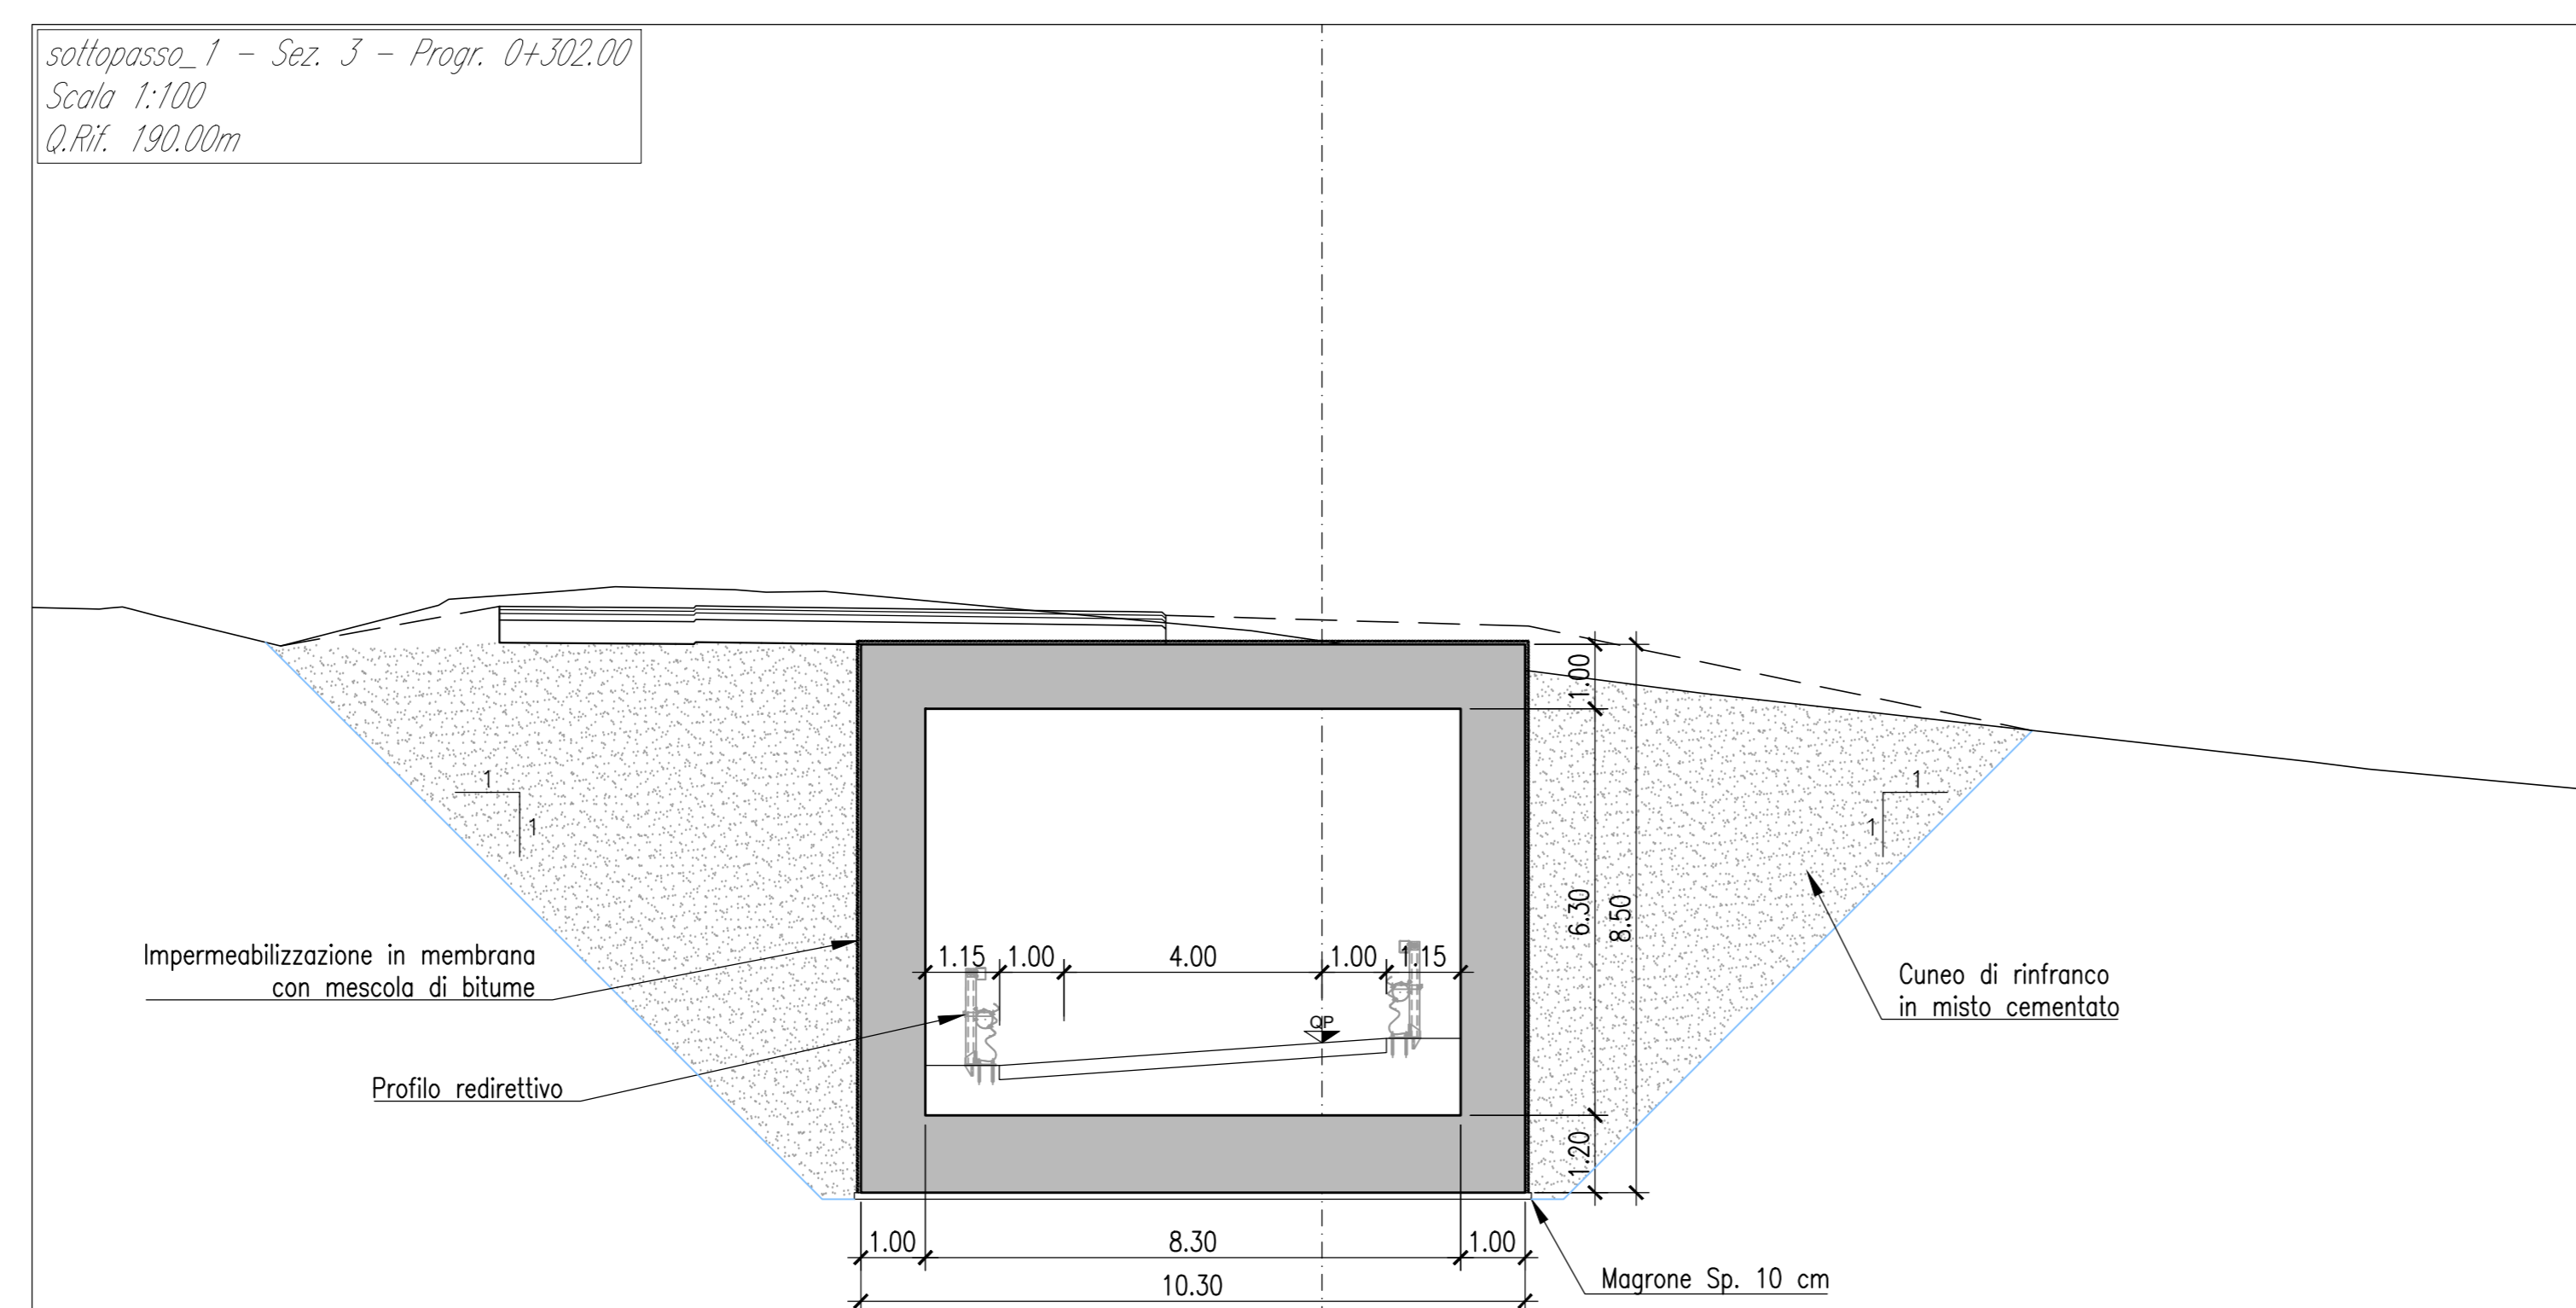 sottopasso_1 - Sez. 3 - Progr. 0+302.00
Scala 1:100
Q.Rif. 190.00m
1.00
6.30
8.50
1.20
1
1
1
1
Impermeabilizzazione in membrana
con mescola di bitume
1.15 1.00 4.00 1.00 1.15
Cuneo di rinfranco
in misto cementato
QP
Profilo redirettivo
1.00 8.30 1.00
10.30
Magrone Sp. 10 cm